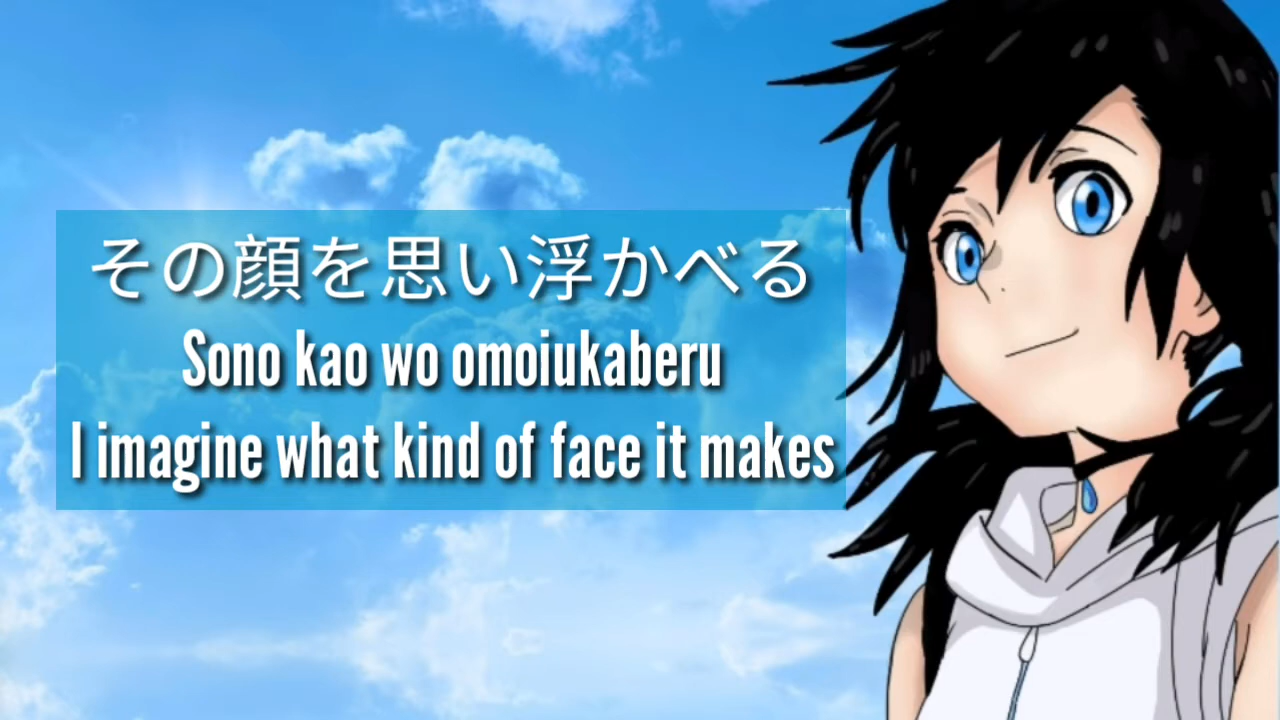 その顔を思い浮かべる
Sono kao wo omoiukaberu
I imagine what kind of face it makes